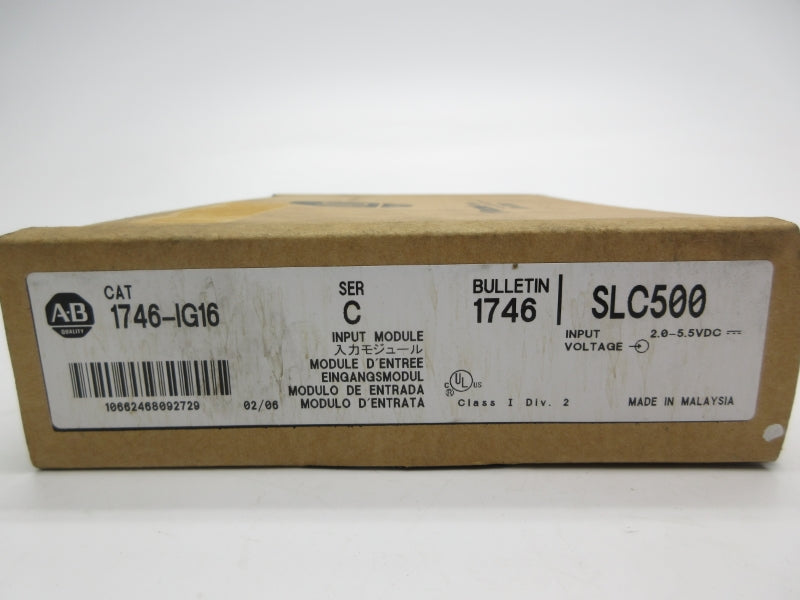 A-B
QUALITY
CAT
1746-IG16
SER
C
BULLETIN
1746
SLC500
INPUT MODULE
入力モジュール
MODULE D'ENTREE
EINGANGSMODUL
MODULO DE ENTRADA
MODULO D'ENTRATA
INPUT
VOLTAGE
2.0-5.5VDC
10662468092729
02/06
c UL us
Class I Div. 2
MADE IN MALAYSIA